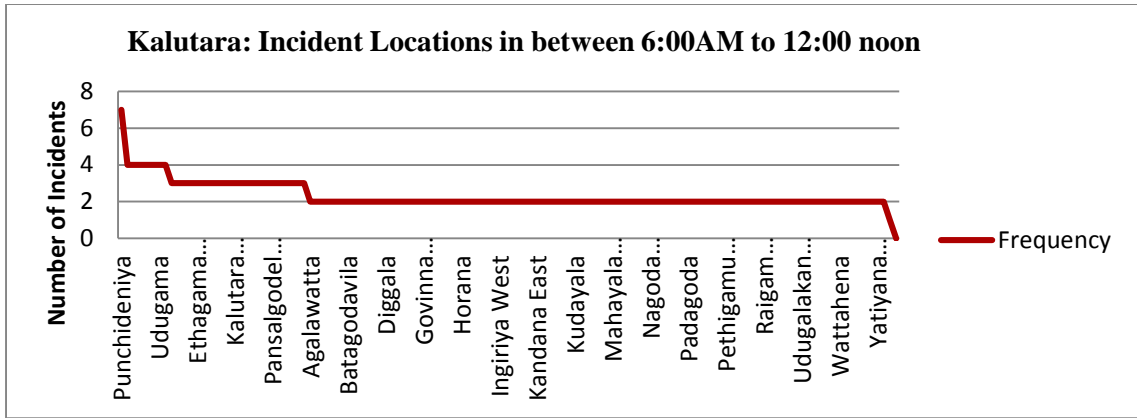 Kalutara: Incident Locations in between 6:00AM to 12:00 noon
Number of Incidents
8
6
4
2
0
Punchideniya
Udugama
Ethagama...
Kalutara...
Pansalgodel...
Agalawatta
Batagodavila
Diggala
Govinna...
Horana
Ingiriya West
Kandana East
Kudayala
Mahayala...
Nagoda...
Padagoda
Pethigamu...
Raigam...
Udugalakan...
Wattahena
Yatiyana...
Frequency